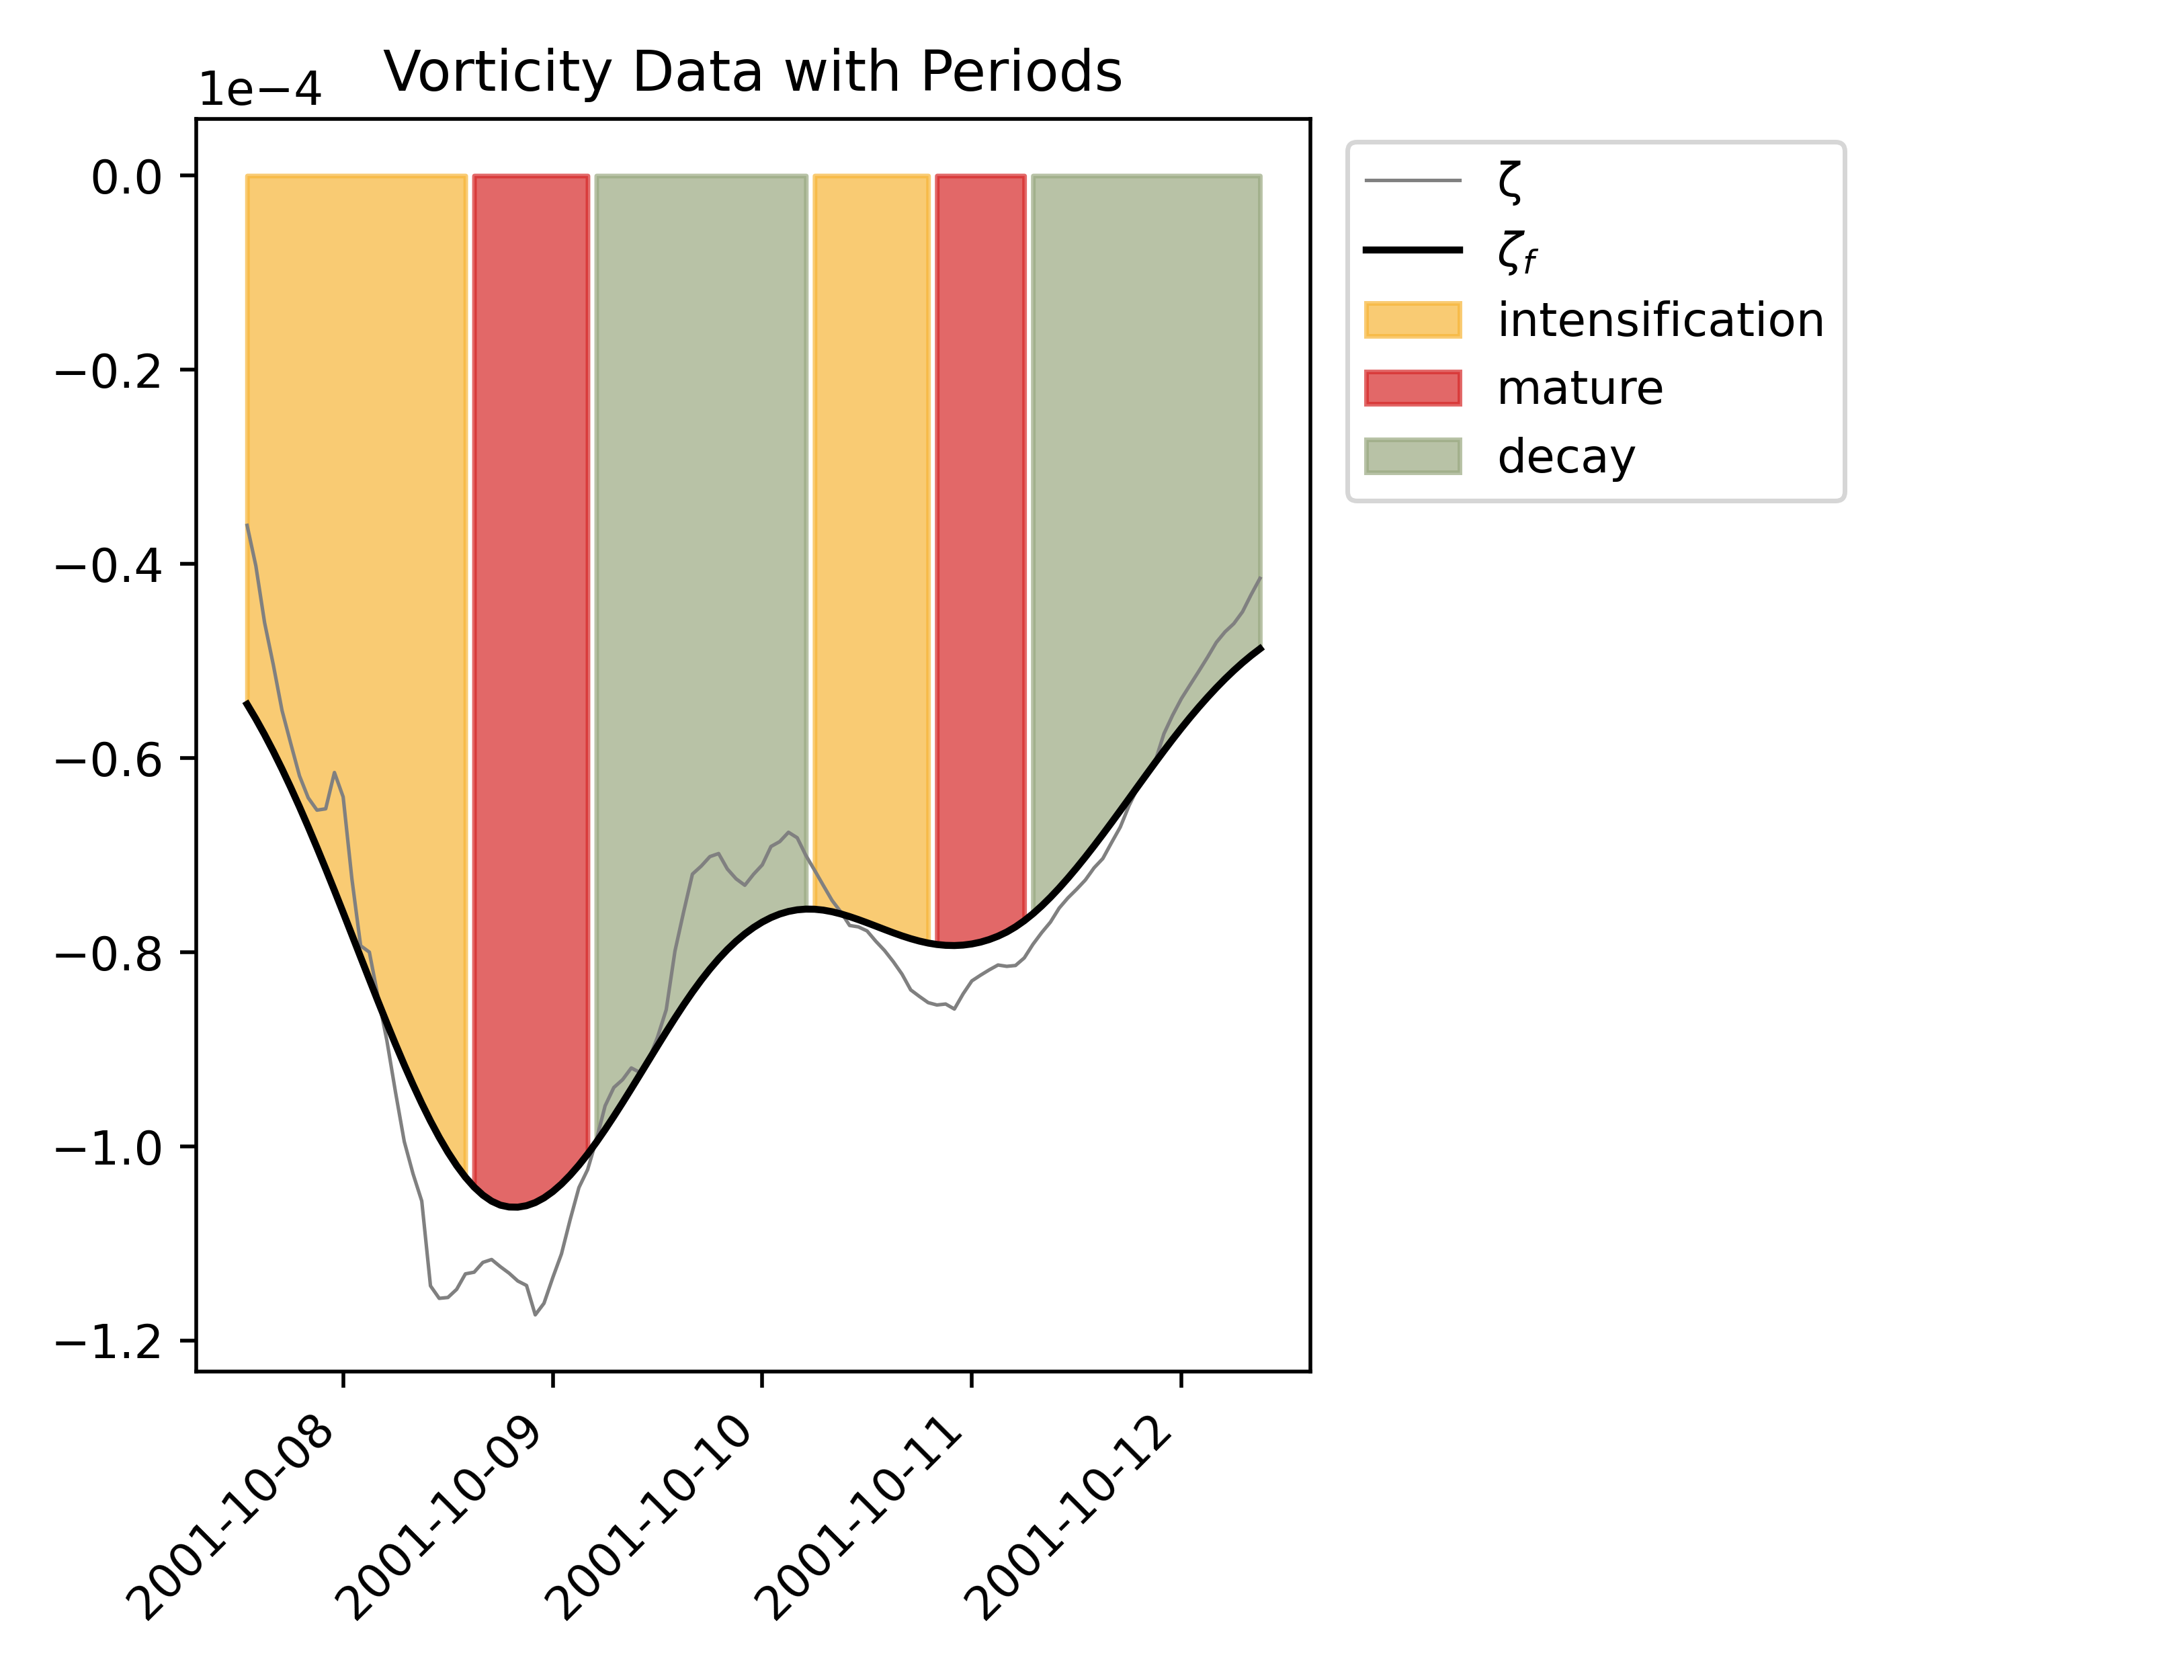 Vorticity Data with Periods
1e−4
0.0
−0.2
−0.4
−0.6
−0.8
−1.0
−1.2
2001-10-08
2001-10-09
2001-10-10
2001-10-11
2001-10-12
ζ
ζf
intensification
mature
decay